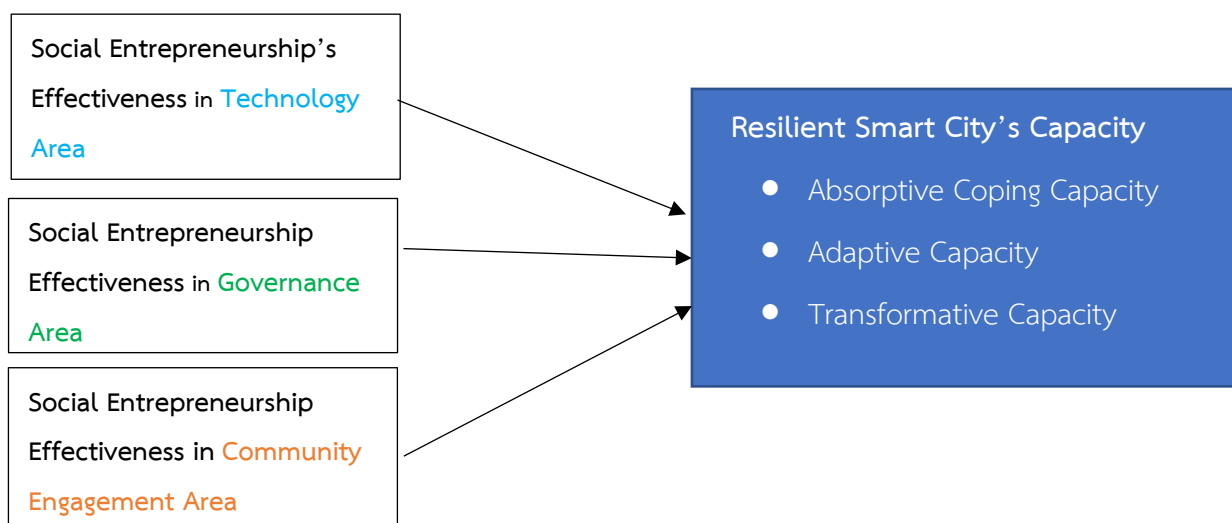 Social Entrepreneurship's
Effectiveness in Technology
Area
Social Entrepreneurship
Effectiveness in Governance
Area
Social Entrepreneurship
Effectiveness in Community
Engagement Area
Resilient Smart City's Capacity
● Absorptive Coping Capacity
● Adaptive Capacity
● Transformative Capacity